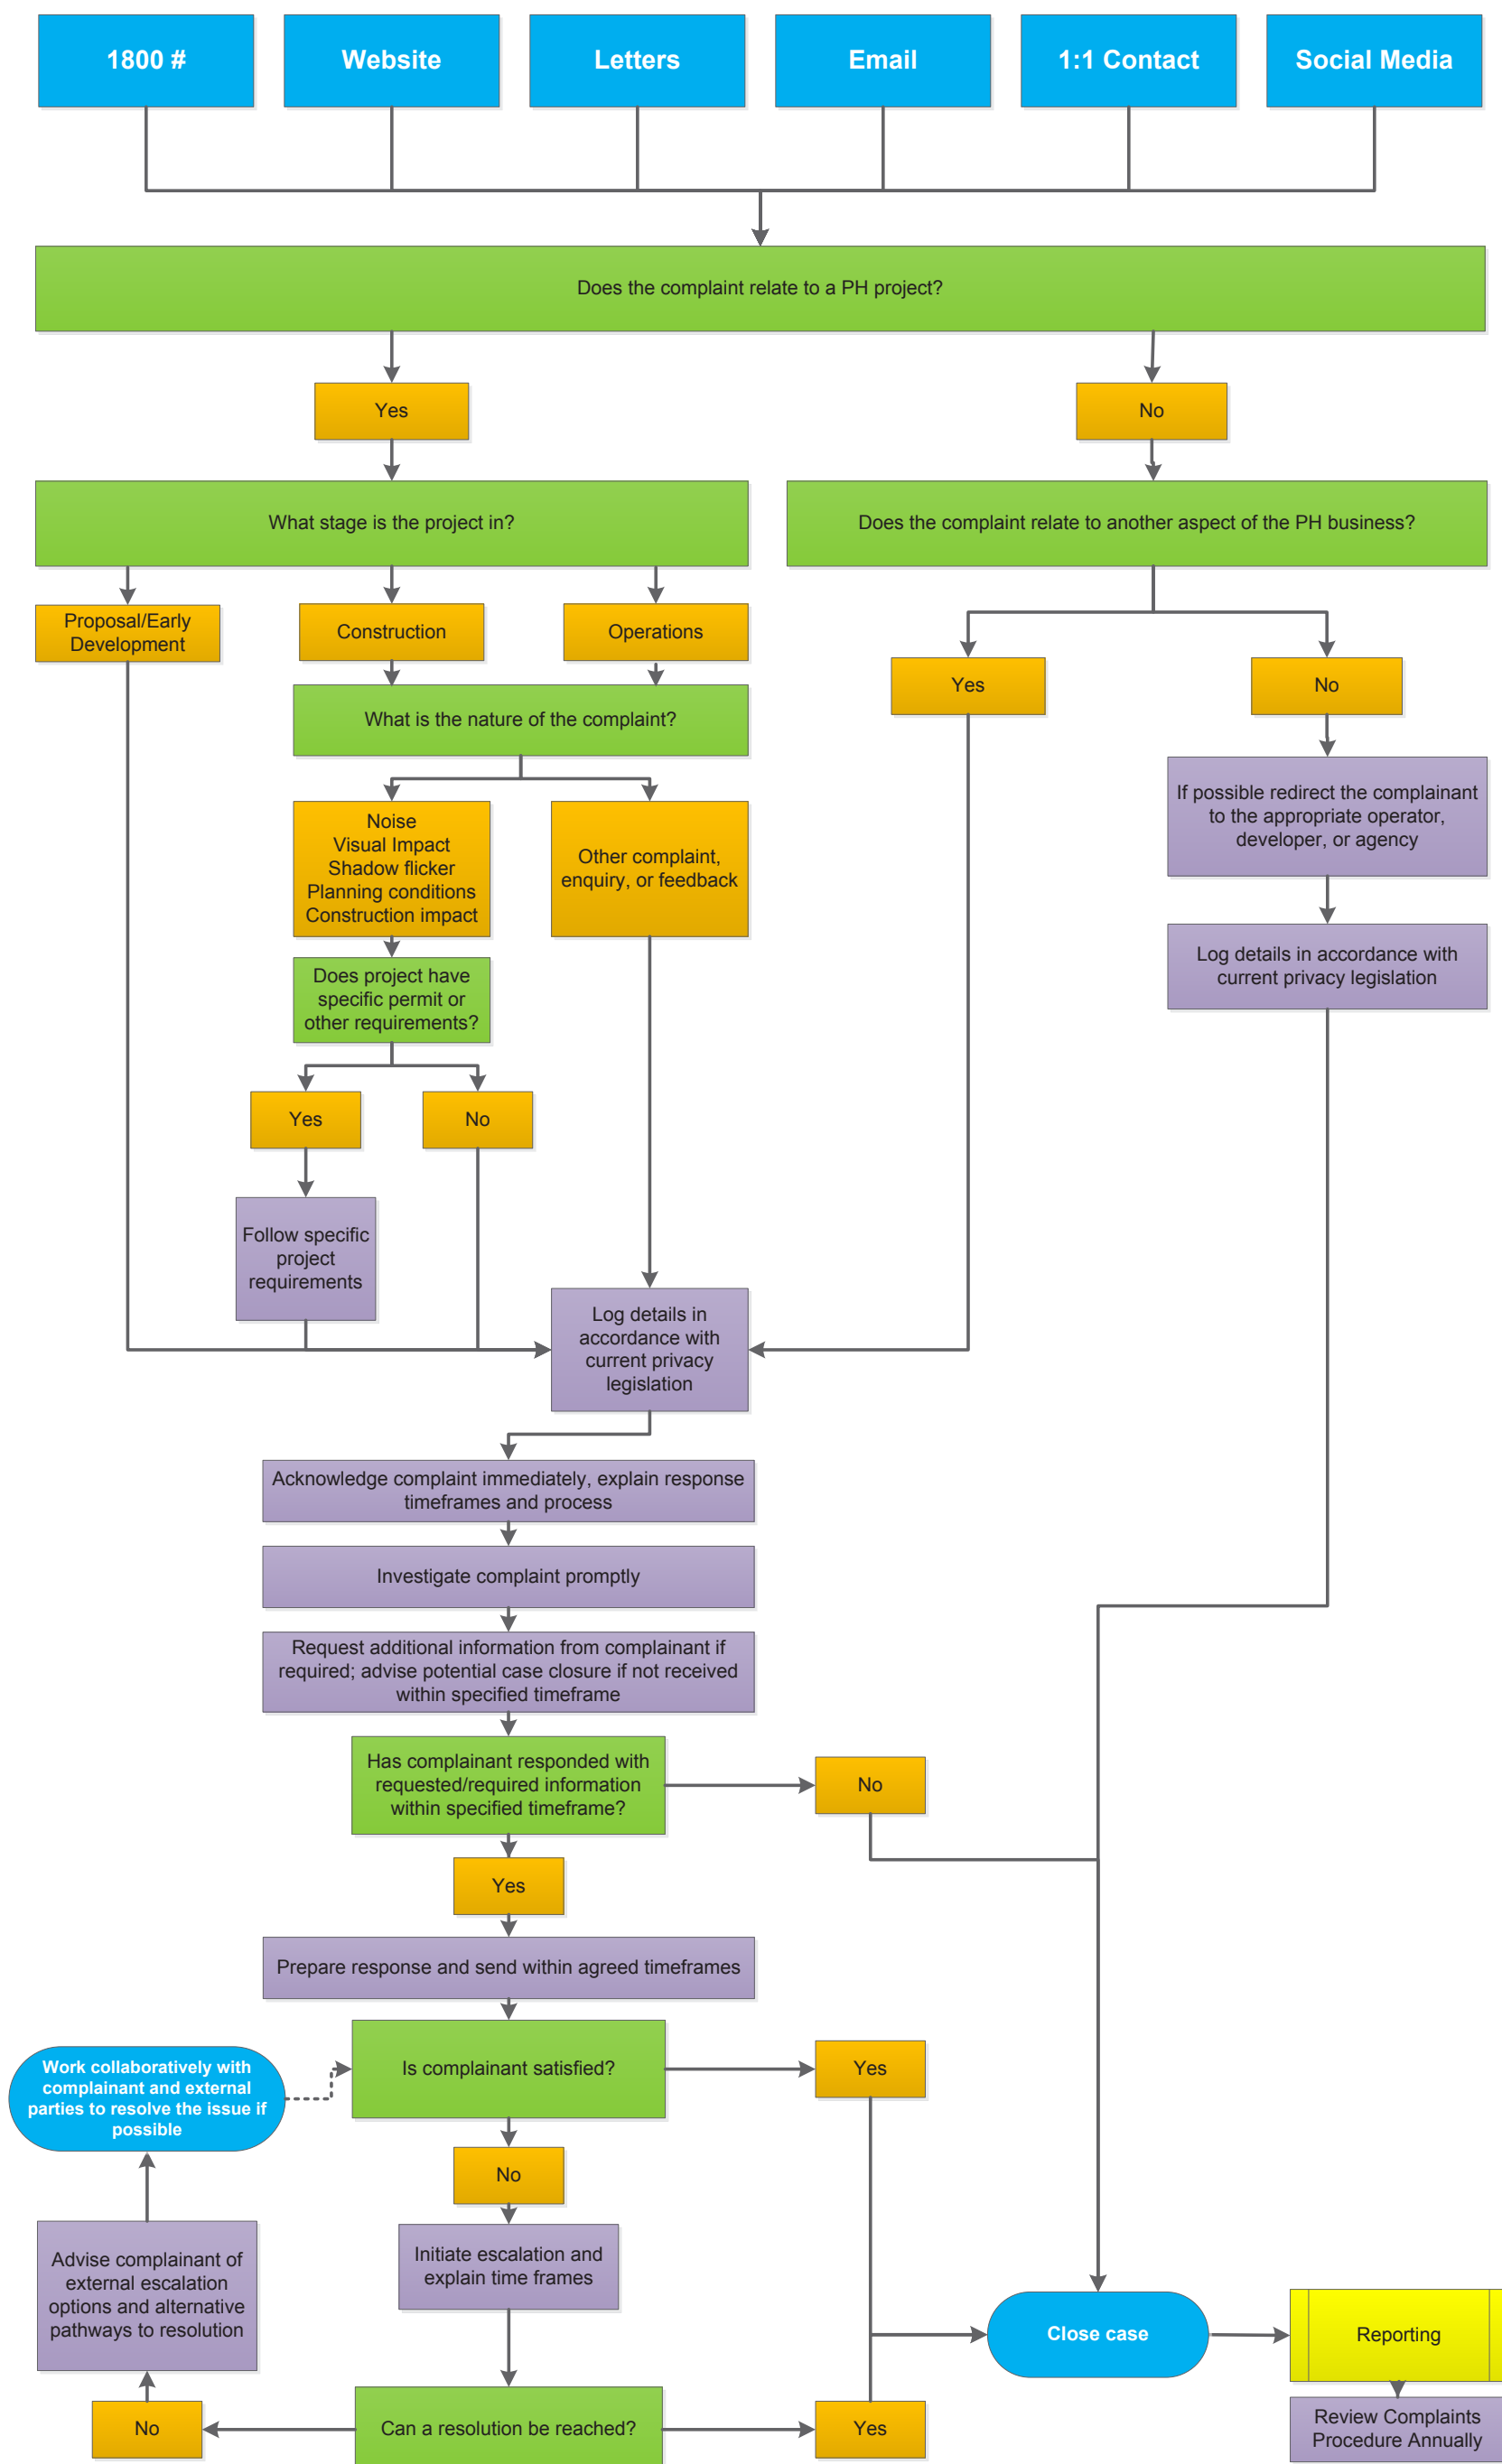 1800 #
Website
Letters
Email
1:1 Contact
Social Media
Does the complaint relate to a PH project?
Yes
No
What stage is the project in?
Does the complaint relate to another aspect of the PH business?
Proposal/Early
Development
Construction
Operations
Yes
No
What is the nature of the complaint?
If possible redirect the complainant
to the appropriate operator,
developer, or agency
Noise
Visual Impact
Shadow flicker
Planning conditions
Construction impact
Other complaint,
enquiry, or feedback
Log details in accordance with
current privacy legislation
Does project have
specific permit or
other requirements?
Yes
No
Follow specific
project
requirements
Log details in
accordance with
current privacy
legislation
Acknowledge complaint immediately, explain response
timeframes and process
Investigate complaint promptly
Request additional information from complainant if
required; advise potential case closure if not received
within specified timeframe
Has complainant responded with
requested/required information
within specified timeframe?
No
Yes
Prepare response and send within agreed timeframes
Work collaboratively with
complainant and external
parties to resolve the issue if
possible
Is complainant satisfied?
Yes
No
Advise complainant of
external escalation
options and alternative
pathways to resolution
Initiate escalation and
explain time frames
Close case
Reporting
No
Can a resolution be reached?
Yes
Review Complaints
Procedure Annually